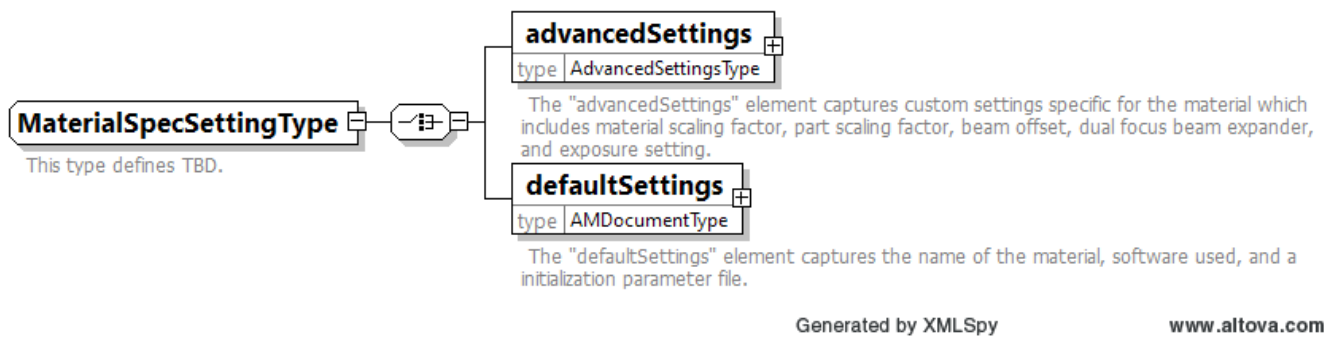 advancedSettings
type AdvancedSettingsType
The "advancedSettings" element captures custom settings specific for the material which
includes material scaling factor, part scaling factor, beam offset, dual focus beam expander,
and exposure setting.
MaterialSpecSettingType
This type defines TBD.
defaultSettings
type AMDocumentType
The "defaultSettings" element captures the name of the material, software used, and a
initialization parameter file.
Generated by XMLSpy www.altova.com